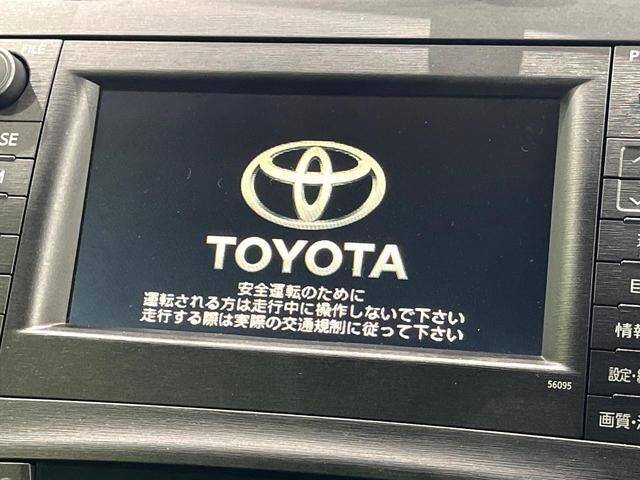 FILE
TOYOTA
安全運転のために
運転される方は走行中に操作しないで下さい
走行する際は実際の交通規制に従って下さい
56095
情報
設定・
画質・